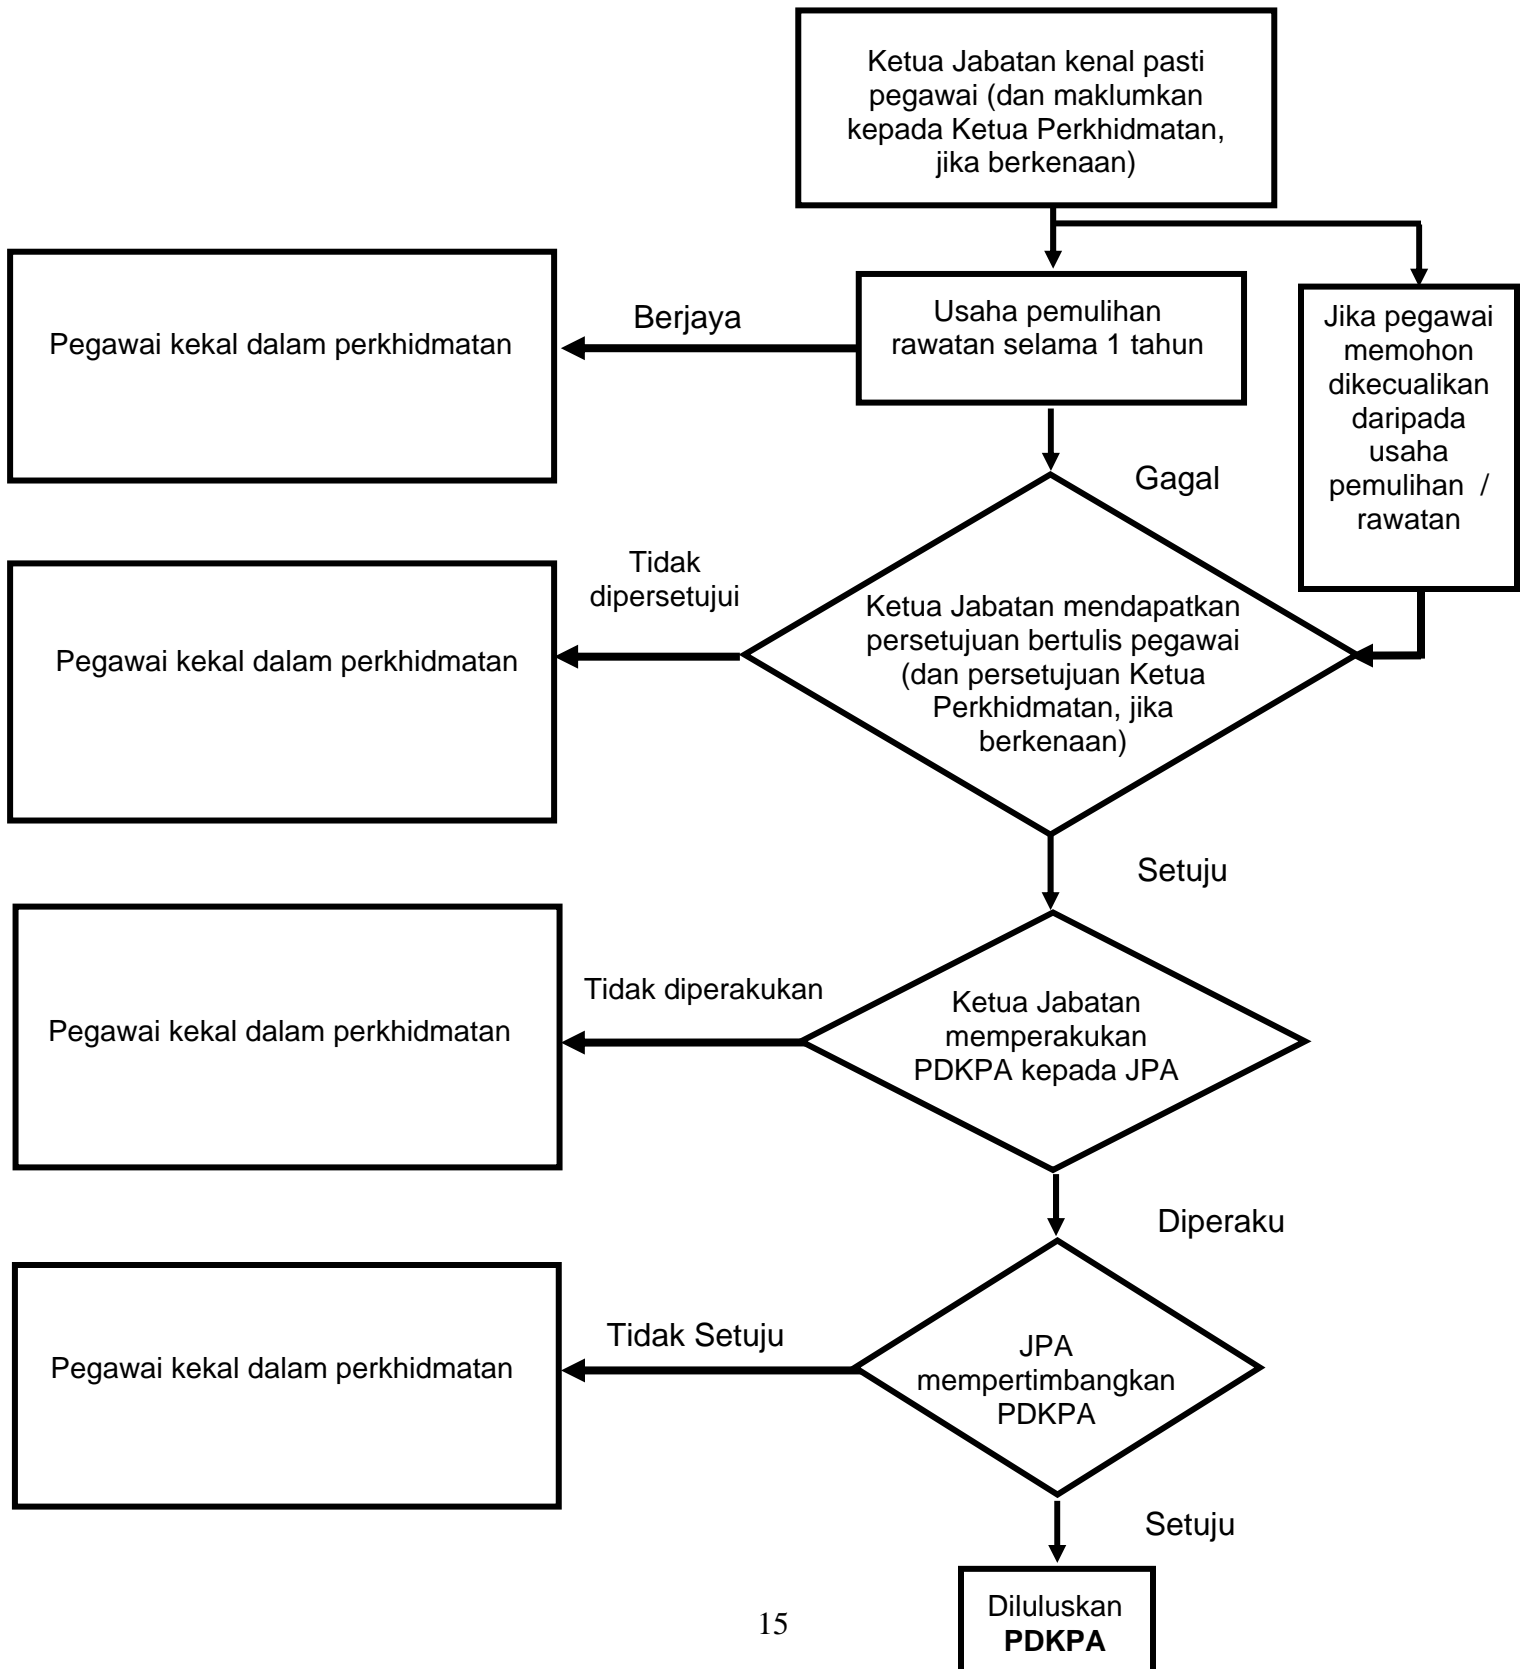 Ketua Jabatan kenal pasti
pegawai (dan maklumkan
kepada Ketua Perkhidmatan,
jika berkenaan)
Berjaya
Usaha pemulihan
rawatan selama 1 tahun
Pegawai kekal dalam perkhidmatan
Jika pegawai
memohon
dikecualikan
daripada
usaha
pemulihan /
rawatan
Gagal
Tidak
dipersetujui
Ketua Jabatan mendapatkan
persetujuan bertulis pegawai
(dan persetujuan Ketua
Perkhidmatan, jika
berkenaan)
Pegawai kekal dalam perkhidmatan
Setuju
Tidak diperakukan
Ketua Jabatan
memperakukan
PDKPA kepada JPA
Pegawai kekal dalam perkhidmatan
Diperaku
Tidak Setuju
JPA
mempertimbangkan
PDKPA
Pegawai kekal dalam perkhidmatan
Setuju
Diluluskan
PDKPA
15